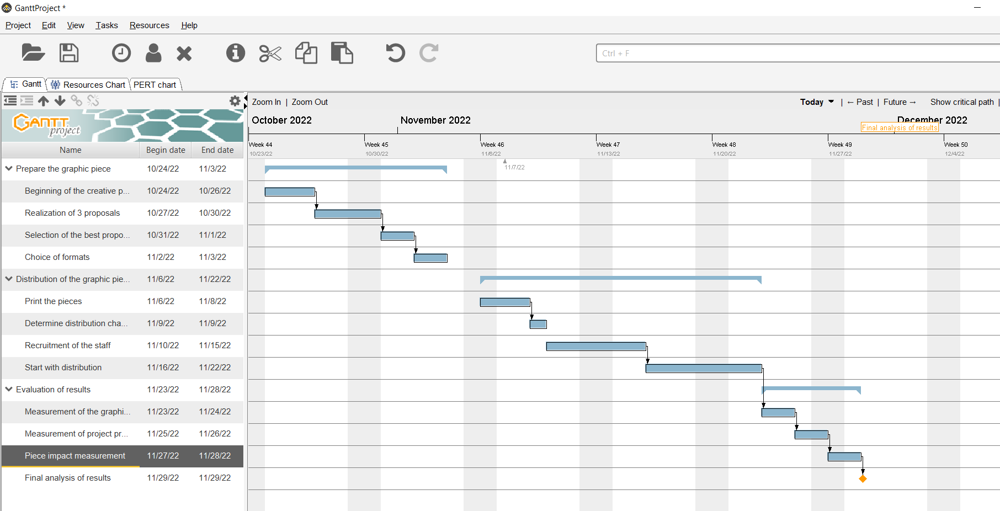 GanttProject *
Project Edit View Tasks Resources Help
Ctrl + F
Gantt Resources Chart PERT chart
Zoom In | Zoom Out Today | ← Past | Future → Show critical path |
GANTT project
October 2022 November 2022 December 2022
Final analysis of results
Week 44 Week 45 Week 46 Week 47 Week 48 Week 49 Week 50
10/23/22 10/30/22 11/6/22 11/13/22 11/20/22 11/27/22 12/4/22
11/7/22
Name Begin date End date
Prepare the graphic piece 10/24/22 11/3/22
Beginning of the creative p... 10/24/22 10/26/22
Realization of 3 proposals 10/27/22 10/30/22
Selection of the best propo... 10/31/22 11/1/22
Choice of formats 11/2/22 11/3/22
Distribution of the graphic pie... 11/6/22 11/22/22
Print the pieces 11/6/22 11/8/22
Determine distribution cha... 11/9/22 11/9/22
Recruitment of the staff 11/10/22 11/15/22
Start with distribution 11/16/22 11/22/22
Evaluation of results 11/23/22 11/28/22
Measurement of the graphi... 11/23/22 11/24/22
Measurement of project pr... 11/25/22 11/26/22
Piece impact measurement 11/27/22 11/28/22
Final analysis of results 11/29/22 11/29/22